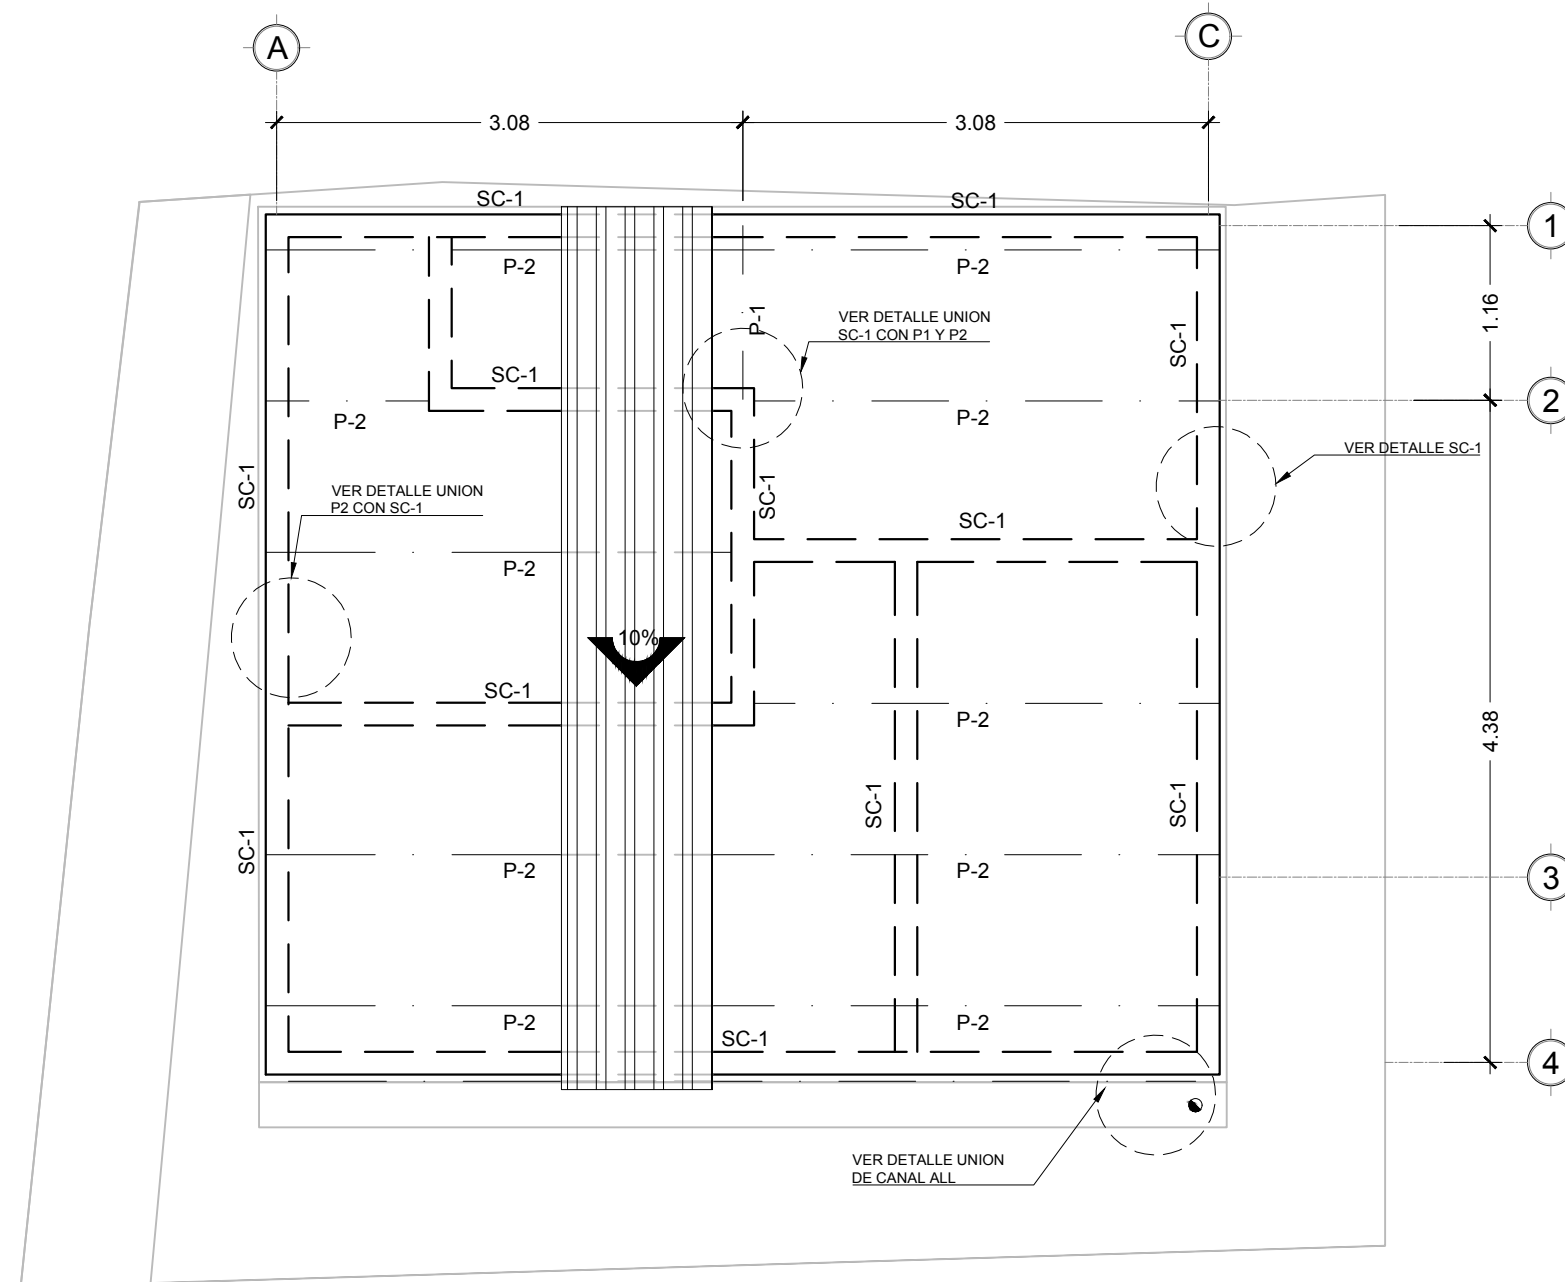 A
C
3.08
3.08
SC-1
SC-1
1
P-2
P-2
1.16
P-1
VER DETALLE UNION
SC-1 CON P1 Y P2
SC-1
SC-1
2
P-2
P-2
VER DETALLE SC-1
SC-1
VER DETALLE UNION
P2 CON SC-1
SC-1
SC-1
P-2
10%
SC-1
P-2
4.38
SC-1
SC-1
SC-1
P-2
P-2
3
P-2
P-2
SC-1
4
VER DETALLE UNION
DE CANAL ALL